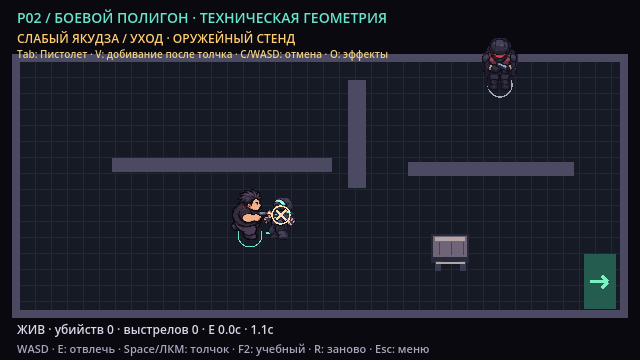 P02 / БОЕВОЙ ПОЛИГОН · ТЕХНИЧЕСКАЯ ГЕОМЕТРИЯ
СЛАБЫЙ ЯКУДЗА / УХОД · ОРУЖЕЙНЫЙ СТЕНД
Tab: Пистолет · V: добивание после толчка · C/WASD: отмена · O: эффекты
ЖИВ · убийств 0 · выстрелов 0 · E 0.0с · 1.1с
WASD · E: отвлечь · Space/ЛКМ: толчок · F2: учебный · R: заново · Esc: меню